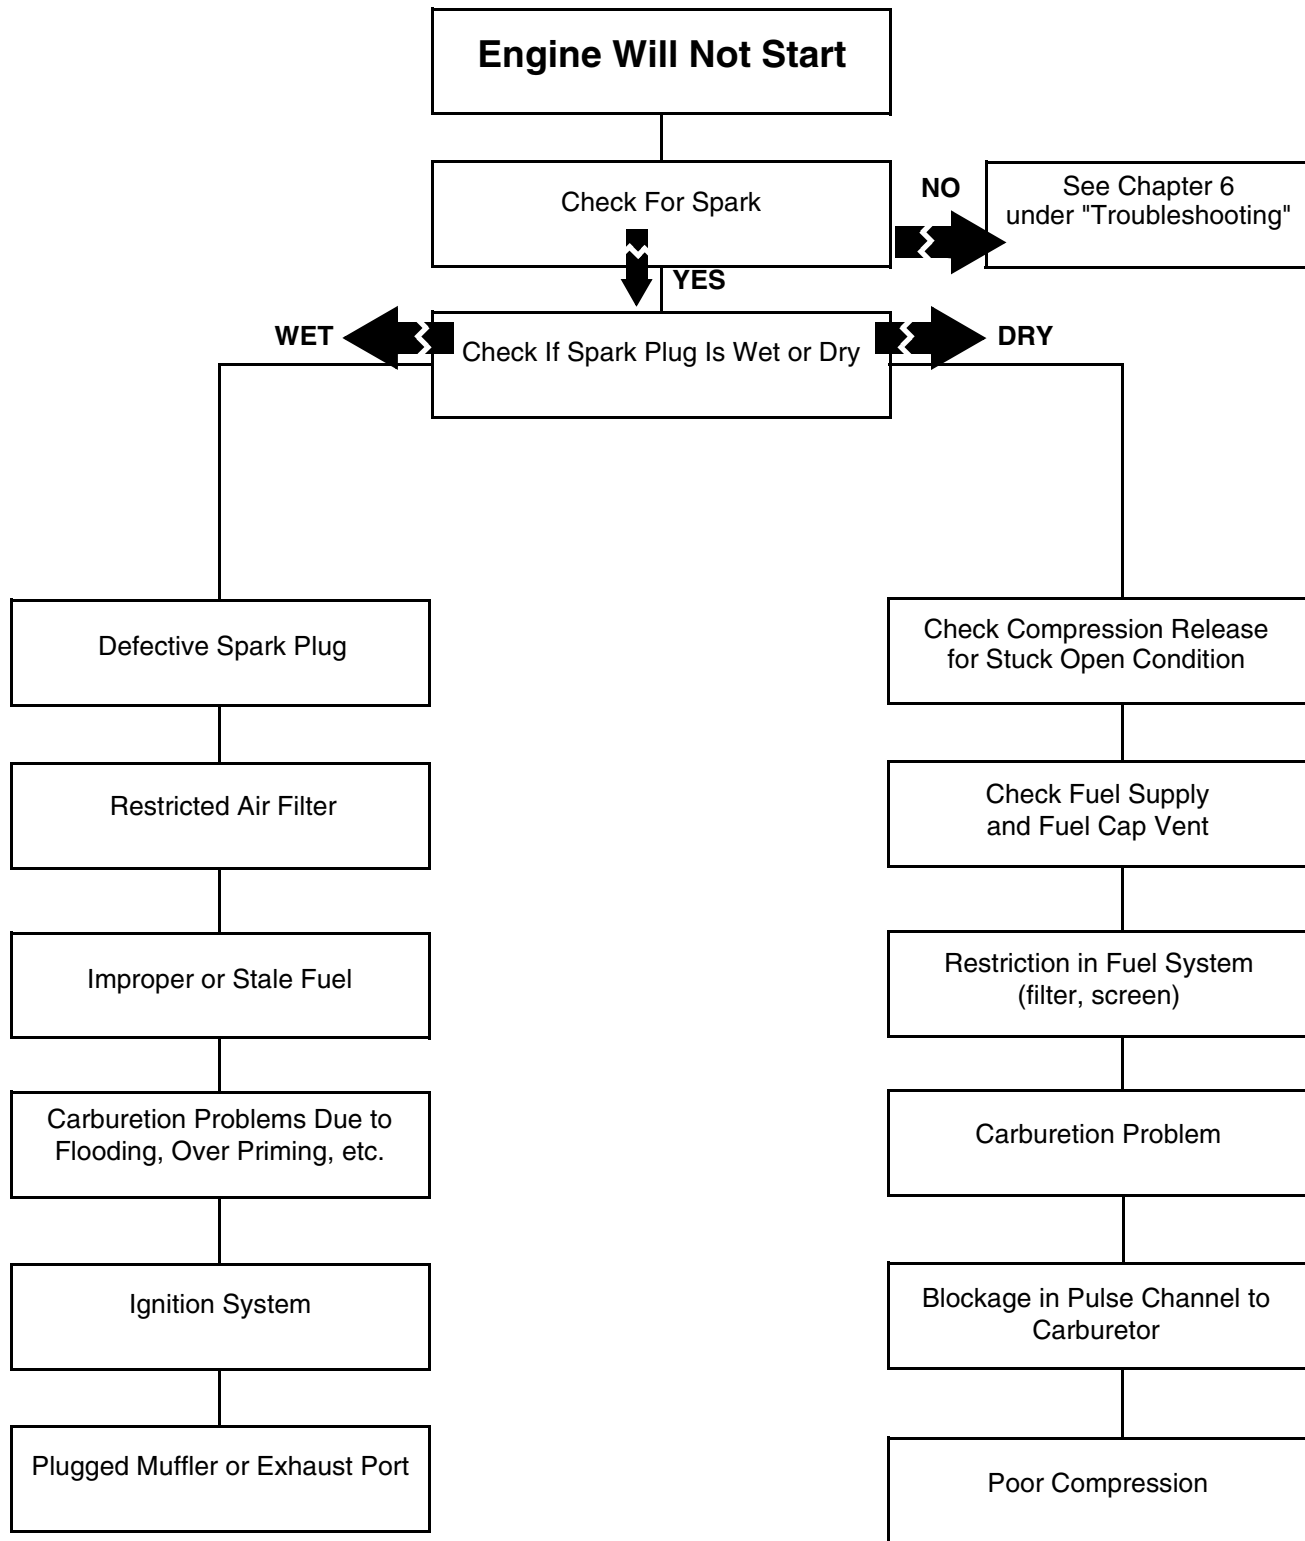 Engine Will Not Start
Check For Spark
NO
See Chapter 6
under "Troubleshooting"
YES
WET
Check If Spark Plug Is Wet or Dry
DRY
Defective Spark Plug
Restricted Air Filter
Improper or Stale Fuel
Carburetion Problems Due to
Flooding, Over Priming, etc.
Ignition System
Plugged Muffler or Exhaust Port
Check Compression Release
for Stuck Open Condition
Check Fuel Supply
and Fuel Cap Vent
Restriction in Fuel System
(filter, screen)
Carburetion Problem
Blockage in Pulse Channel to
Carburetor
Poor Compression